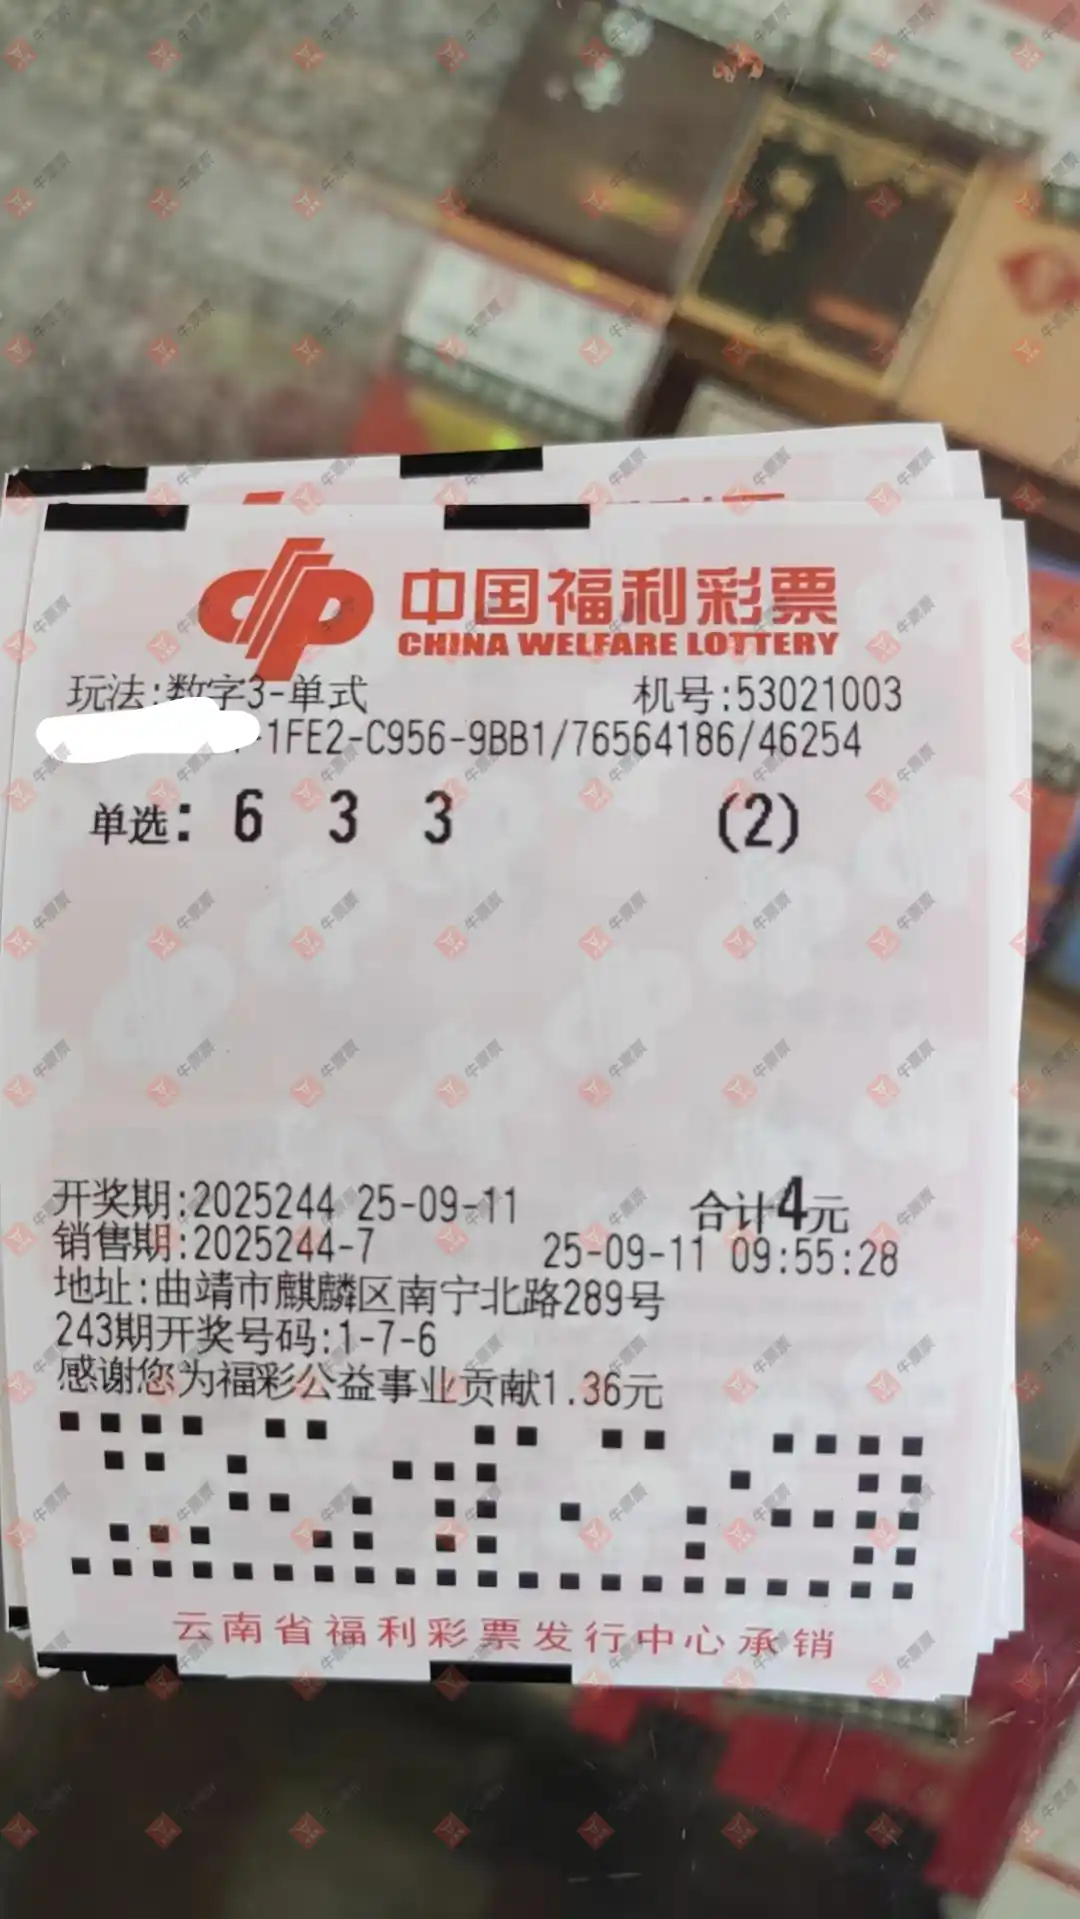 中国福利彩票
CHINA WELFARE LOTTERY
玩法:数字3-单式 机号:53021003
-1FE2-C956-9BB1/76564186/46254
单选: 6 3 3 (2)
开奖期:2025244 25-09-11 合计4元
销售期:2025244-7 25-09-11 09:55:28
地址:曲靖市麒麟区南宁北路289号
243期开奖号码:1-7-6
感谢您为福彩公益事业贡献1.36元
云南省福利彩票发行中心承销
牛票票